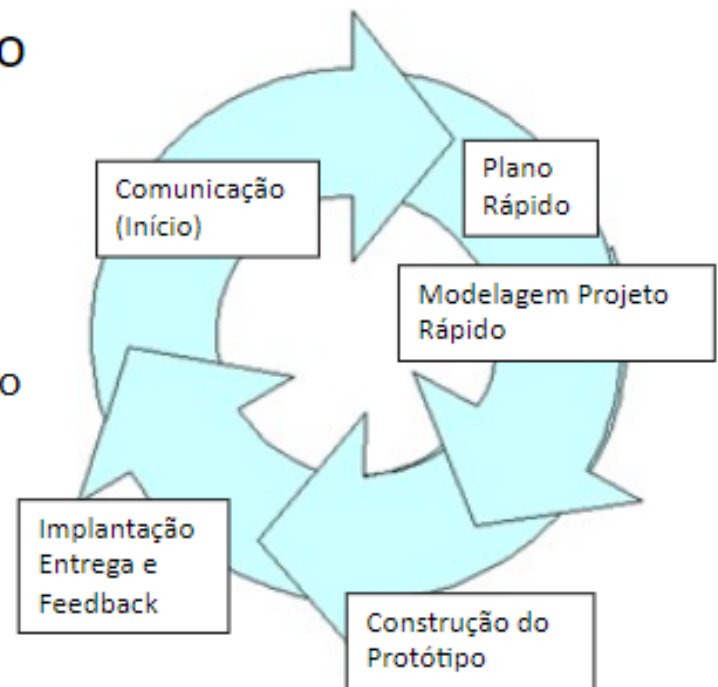 o
Comunicação
(Início)
Plano
Rápido
Modelagem Projeto
Rápido
o
Implantação
Entrega e
Feedback
Construção do
Protótipo